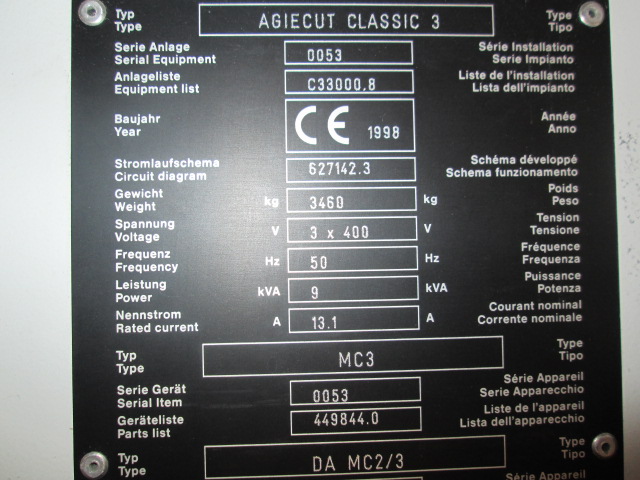 Typ AGIECUT CLASSIC 3 Type
Type Tipo
Serie Anlage 0053 Série Installation
Serial Equipment Serie Impianto
Anlageliste C33000,8 Liste de l'installation
Equipment list Lista dell'impianto
Baujahr CE 1998 Année
Year Anno
Stromlaufschema 627142.3 Schéma développé
Circuit diagram Schema funzionamento
Gewicht kg 3460 kg Poids
Weight Peso
Spannung V 3 x 400 V Tension
Voltage Tensione
Frequenz Hz 50 Hz Fréquence
Frequency Frequenza
Leistung kVA 9 kVA Puissance
Power Potenza
Nennstrom A 13.1 A Courant nominal
Rated current Corrente nominale
Typ MC3 Type
Type Tipo
Serie Gerät 0053 Série Appareil
Serial Item Serie Apparecchio
Geräteliste 449844.0 Liste de l'appareil
Parts list Lista dell'apparecchio
Typ DA MC2/3 Type
Type Tipo
Série Appareil